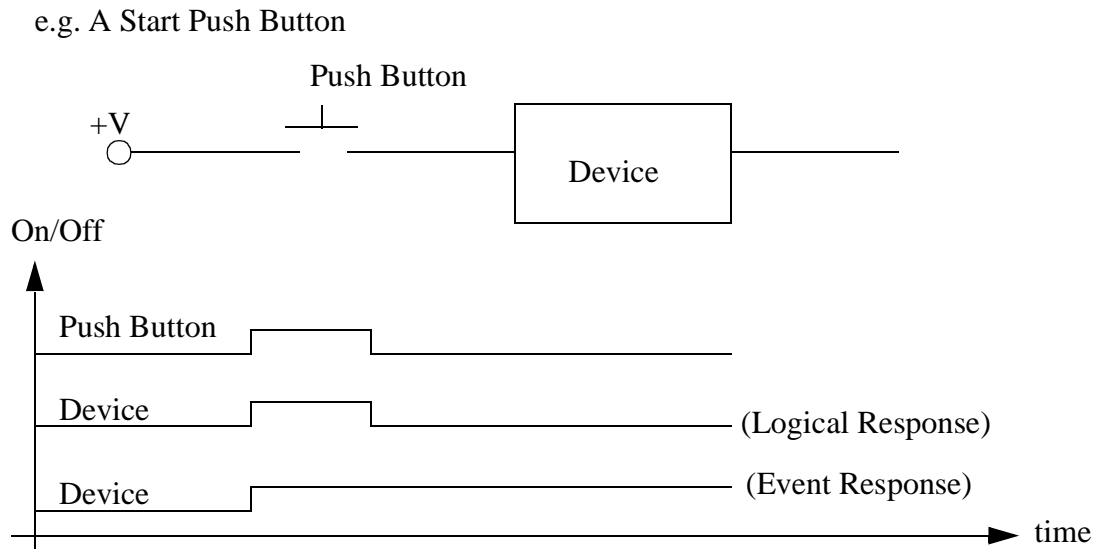 e.g. A Start Push Button
Push Button
+V
Device
On/Off
Push Button
Device
(Logical Response)
Device
(Event Response)
time